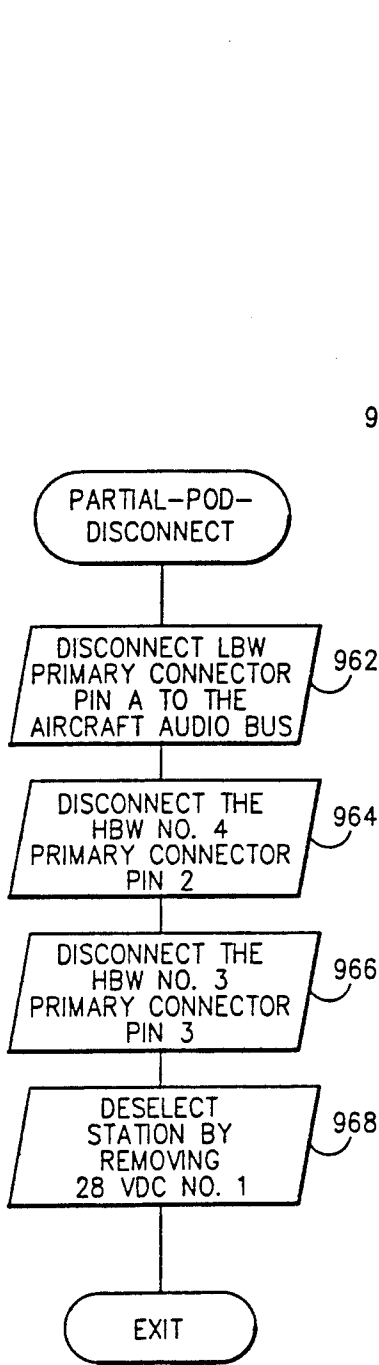 9
PARTIAL-POD-
DISCONNECT
DISCONNECT LBW
PRIMARY CONNECTOR
PIN A TO THE
AIRCRAFT AUDIO BUS
962
DISCONNECT THE
HBW NO. 4
PRIMARY CONNECTOR
PIN 2
964
DISCONNECT THE
HBW NO. 3
PRIMARY CONNECTOR
PIN 3
966
DESELECT
STATION BY
REMOVING
28 VDC NO. 1
968
EXIT